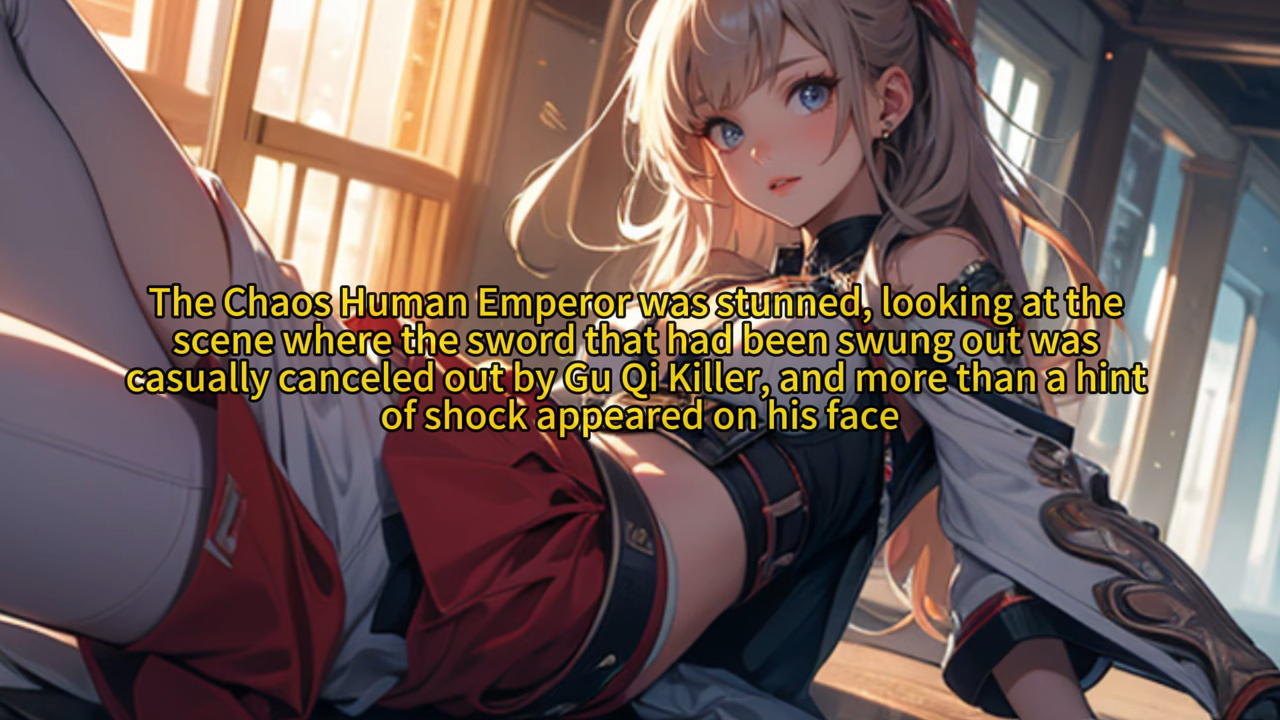 The Chaos Human Emperor was stunned, looking at the
scene where the sword that had been swung out was
casually canceled out by Gu Qi Killer, and more than a hint
of shock appeared on his face